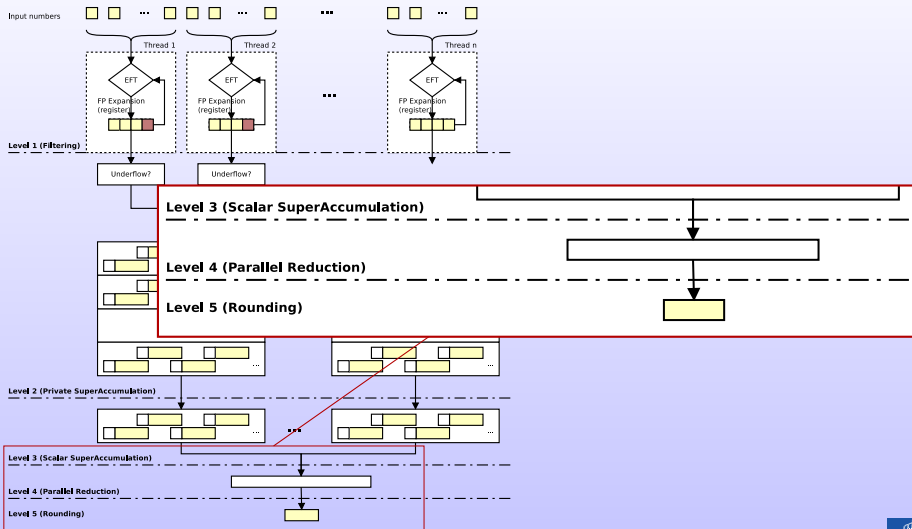 Input numbers
...
...
...
...
Thread 1
Thread 2
Thread n
EFT
EFT
EFT
...
FP Expansion
(register)
FP Expansion
(register)
FP Expansion
(register)
Level 1 (Filtering)
Underflow?
Underflow?
Level 3 (Scalar SuperAccumulation)
Level 4 (Parallel Reduction)
Level 5 (Rounding)
...
...
Level 2 (Private SuperAccumulation)
...
...
...
Level 3 (Scalar SuperAccumulation)
Level 4 (Parallel Reduction)
Level 5 (Rounding)